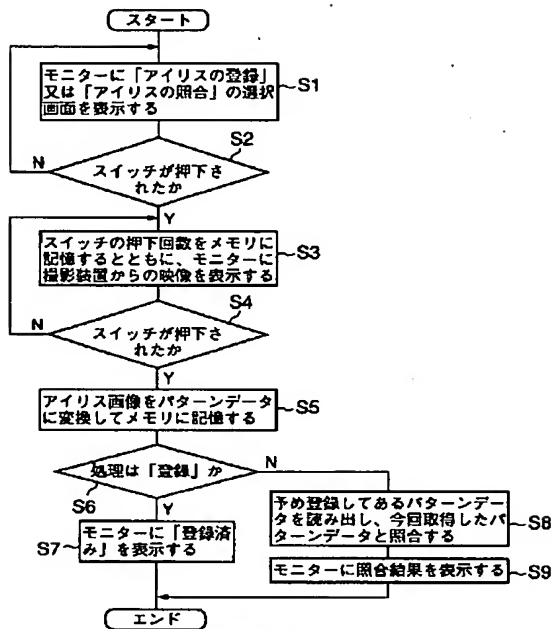 スタート
モニターに「アイリスの登録」
又は「アイリスの照合」の選択
画面を表示する
S1
S2
N
スイッチが押下さ
れたか
Y
スイッチの押下回数をメモリに
記憶するとともに、モニターに
撮影装置からの映像を表示する
S3
S4
N
スイッチが押下さ
れたか
Y
アイリス画像をパターンデータ
に変換してメモリに記憶する
S5
処理は「登録」か
N
S6
Y
モニターに「登録済
み」を表示する
S7
予め登録してあるパターンデー
タを読み出し、今回取得したパ
ターンデータと照合する
S8
モニターに照合結果を表示する
S9
エンド